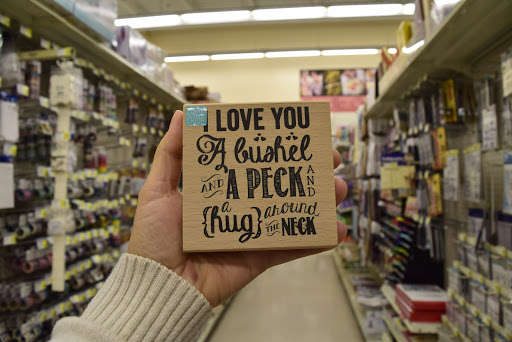 I LOVE YOU
A bushel
AND A PECK AND
a {hug} around
THE NECK